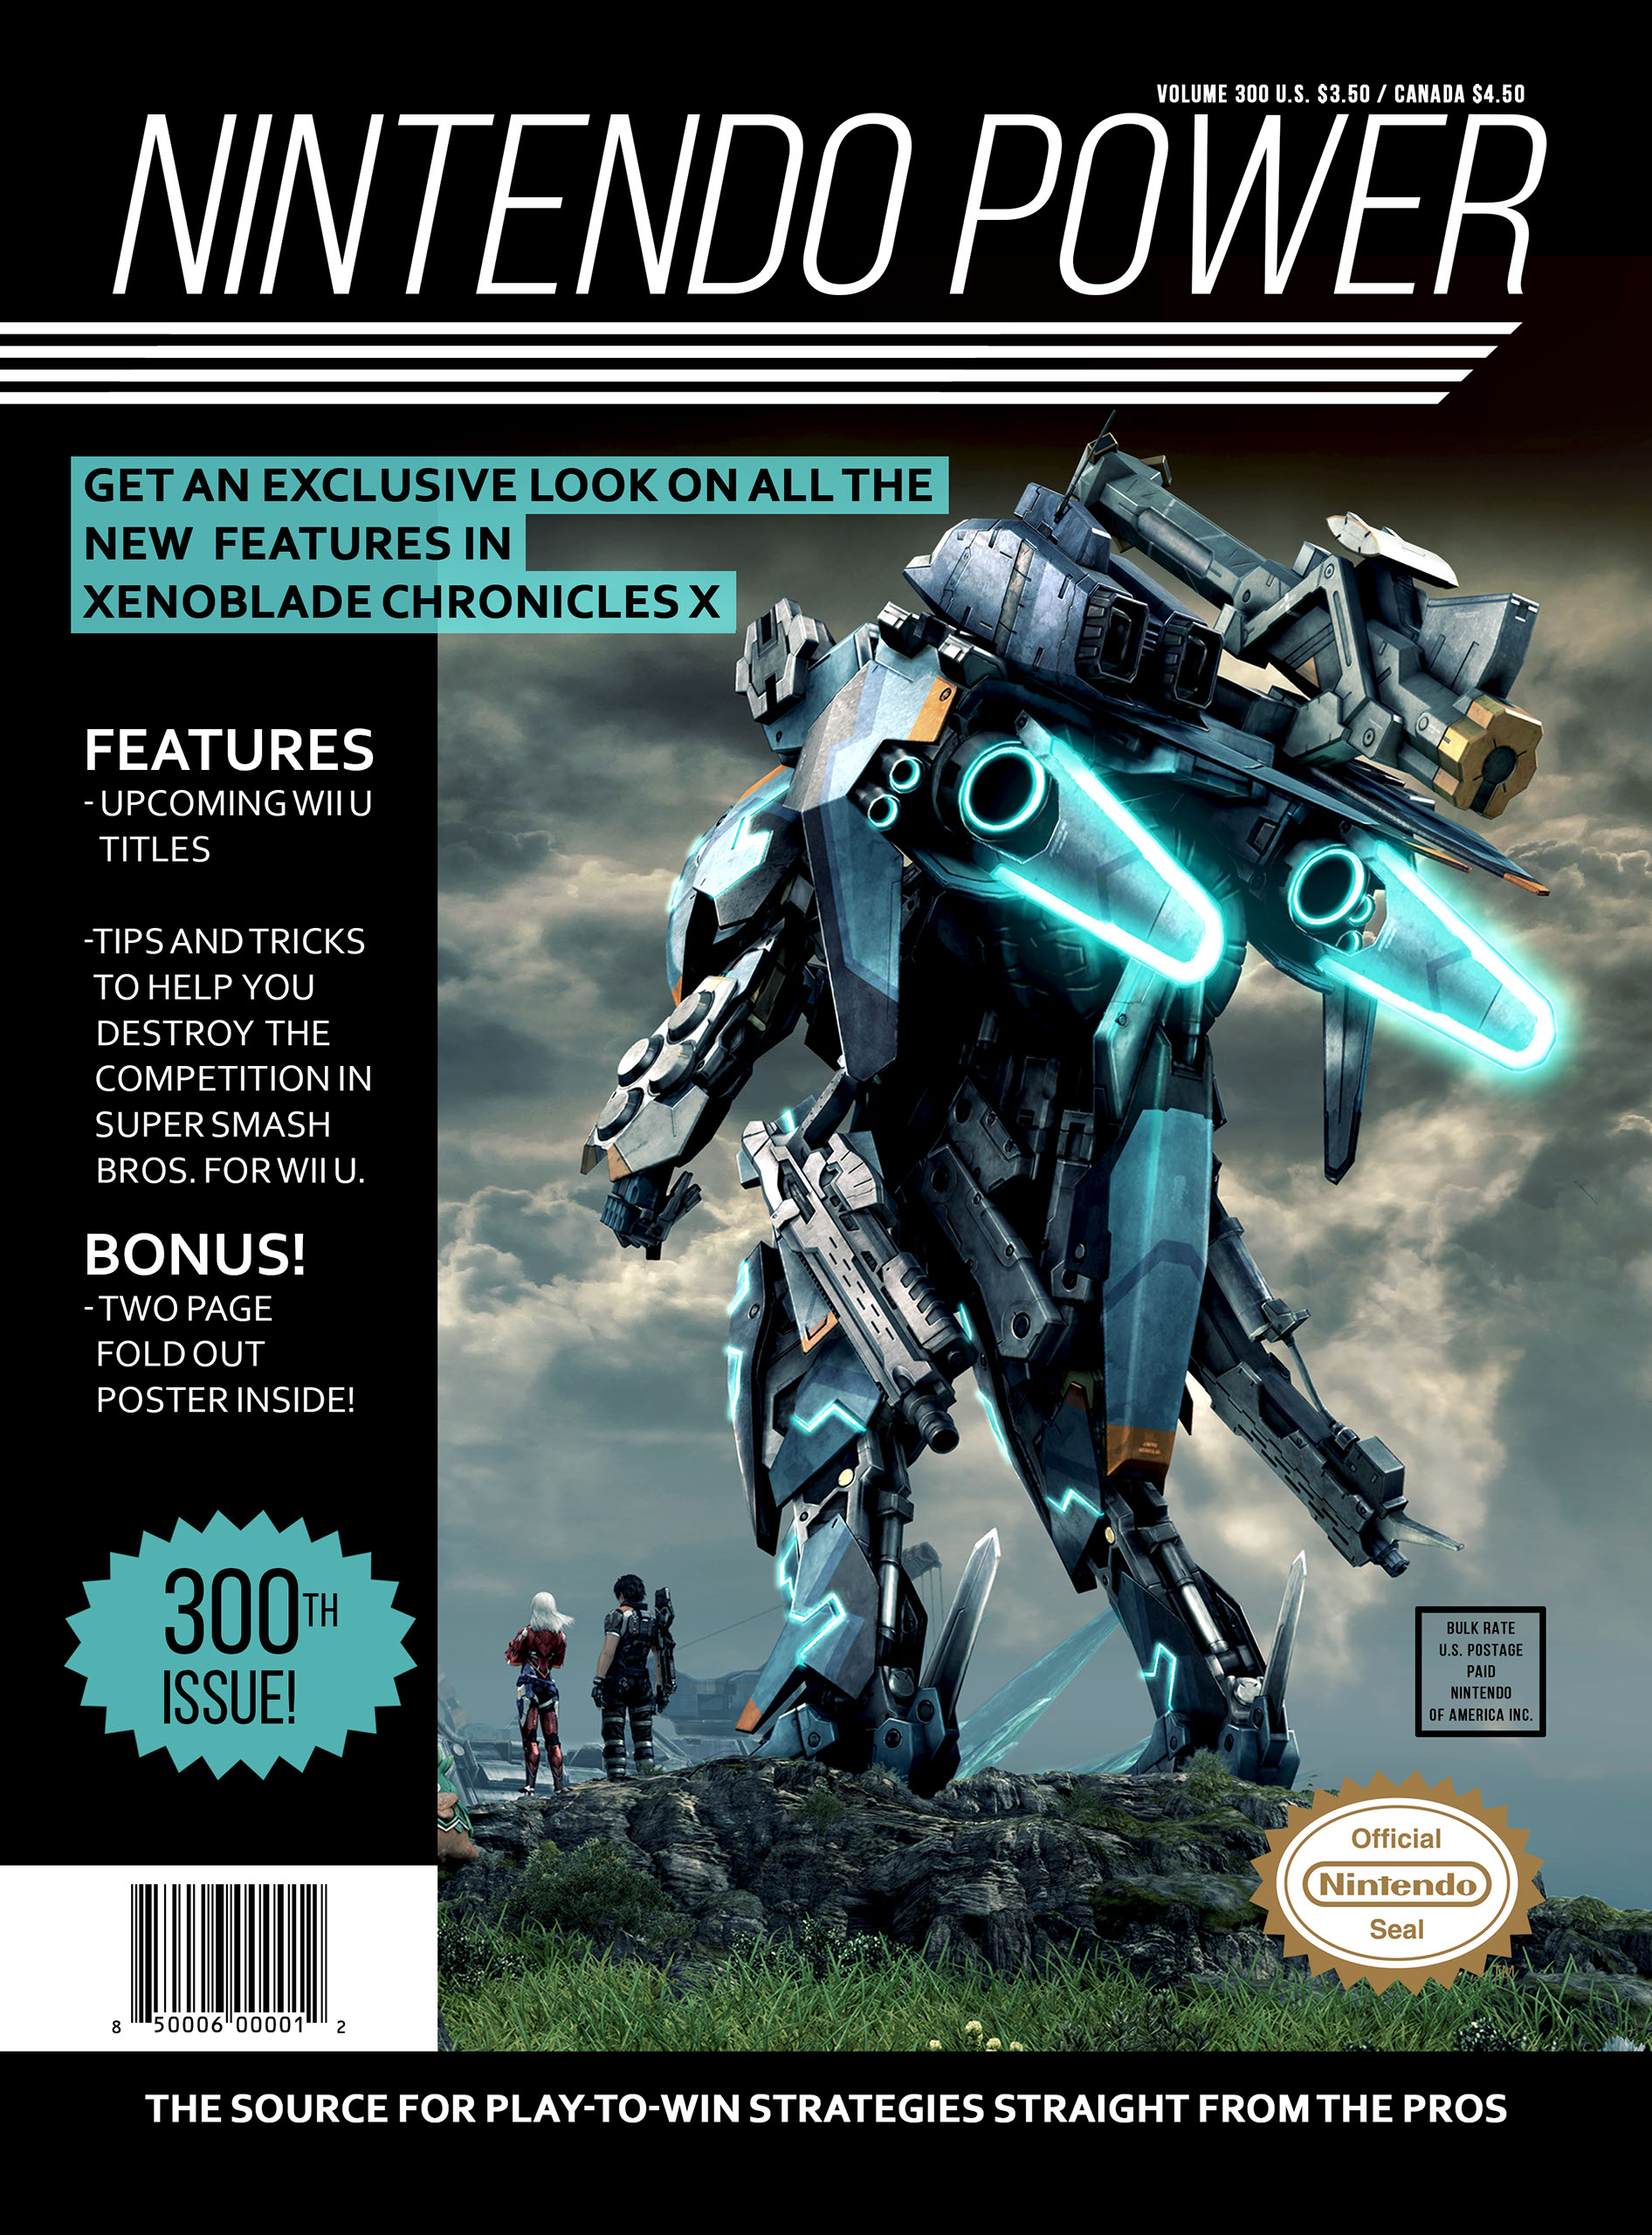 VOLUME 300 U.S. $3.50 / CANADA $4.50
NINTENDO POWER
GET AN EXCLUSIVE LOOK ON ALL THE
NEW FEATURES IN
XENOBLADE CHRONICLES X
FEATURES
- UPCOMING WII U
TITLES
-TIPS AND TRICKS
TO HELP YOU
DESTROY THE
COMPETITION IN
SUPER SMASH
BROS. FOR WII U.
BONUS!
- TWO PAGE
FOLD OUT
POSTER INSIDE!
300TH
ISSUE!
BULK RATE
U.S. POSTAGE
PAID
NINTENDO
OF AMERICA INC.
Official
Nintendo
Seal
TM
8 50006 00001 2
THE SOURCE FOR PLAY-TO-WIN STRATEGIES STRAIGHT FROM THE PROS